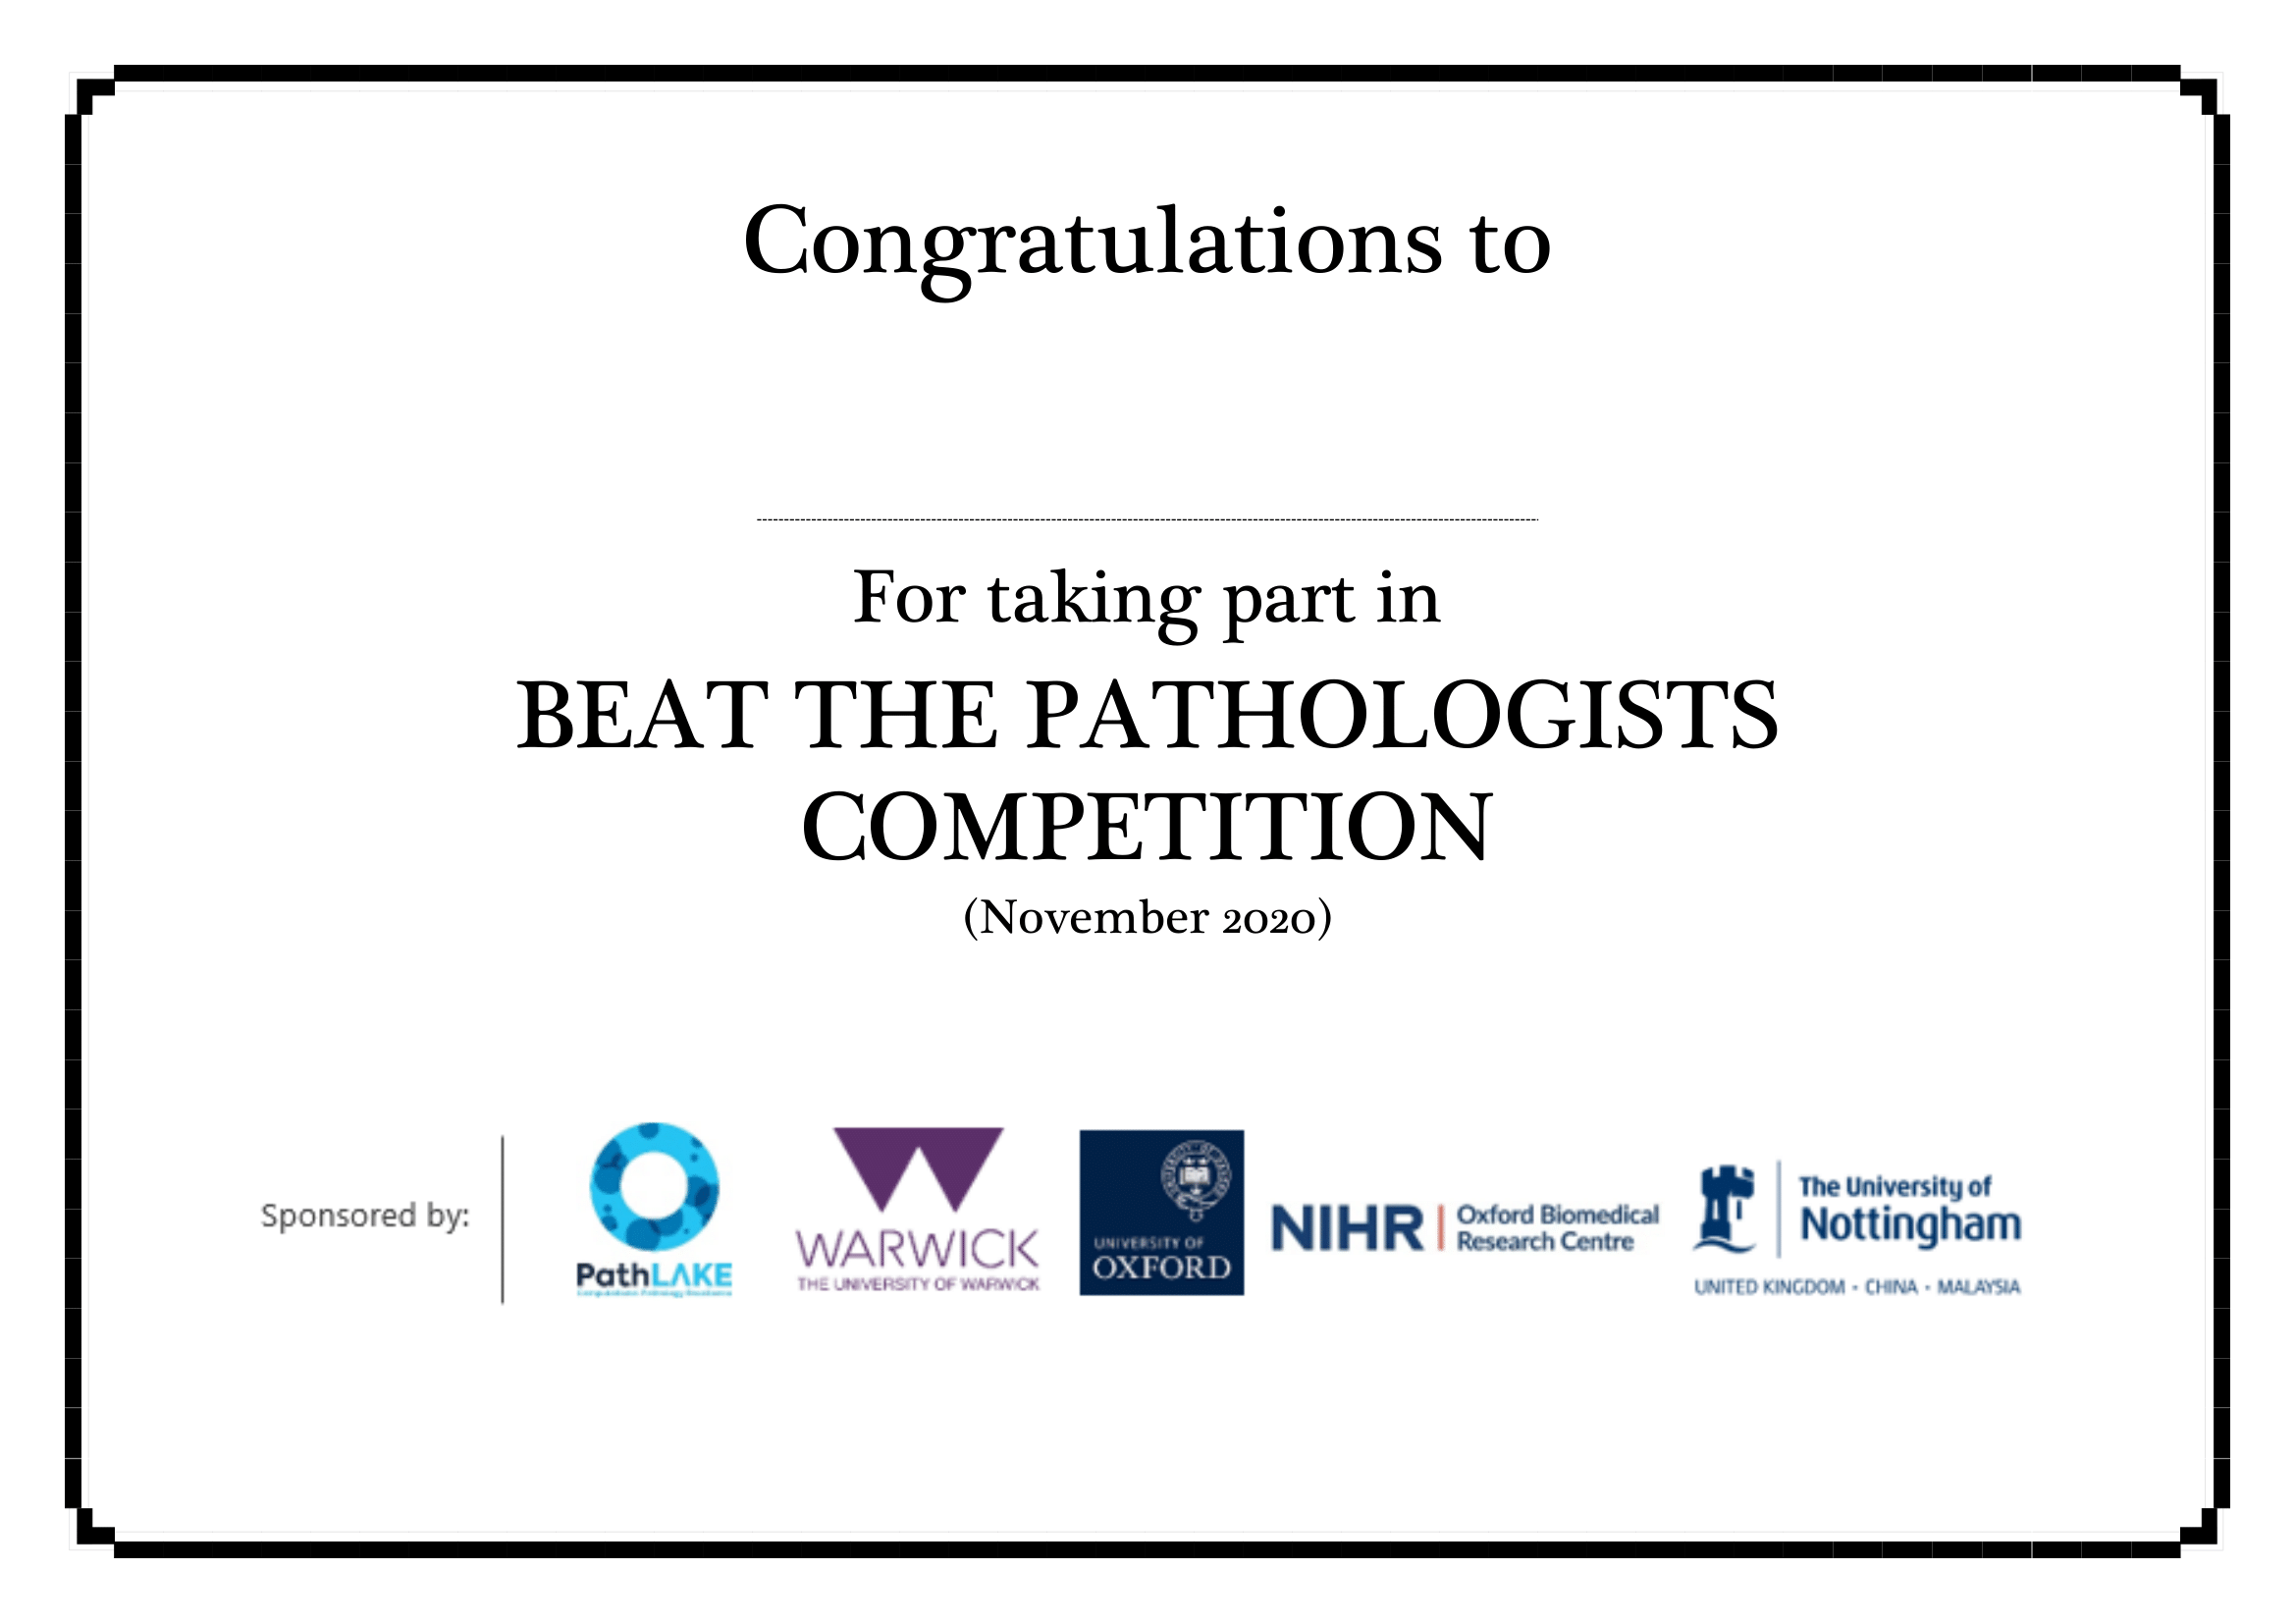 Congratulations to
For taking part in
BEAT THE PATHOLOGISTS
COMPETITION
(November 2020)
Sponsored by:
PathLAKE
WARWICK
THE UNIVERSITY OF WARWICK
UNIVERSITY OF
OXFORD
NIHR
Oxford Biomedical
Research Centre
The University of
Nottingham
UNITED KINGDOM · CHINA · MALAYSIA